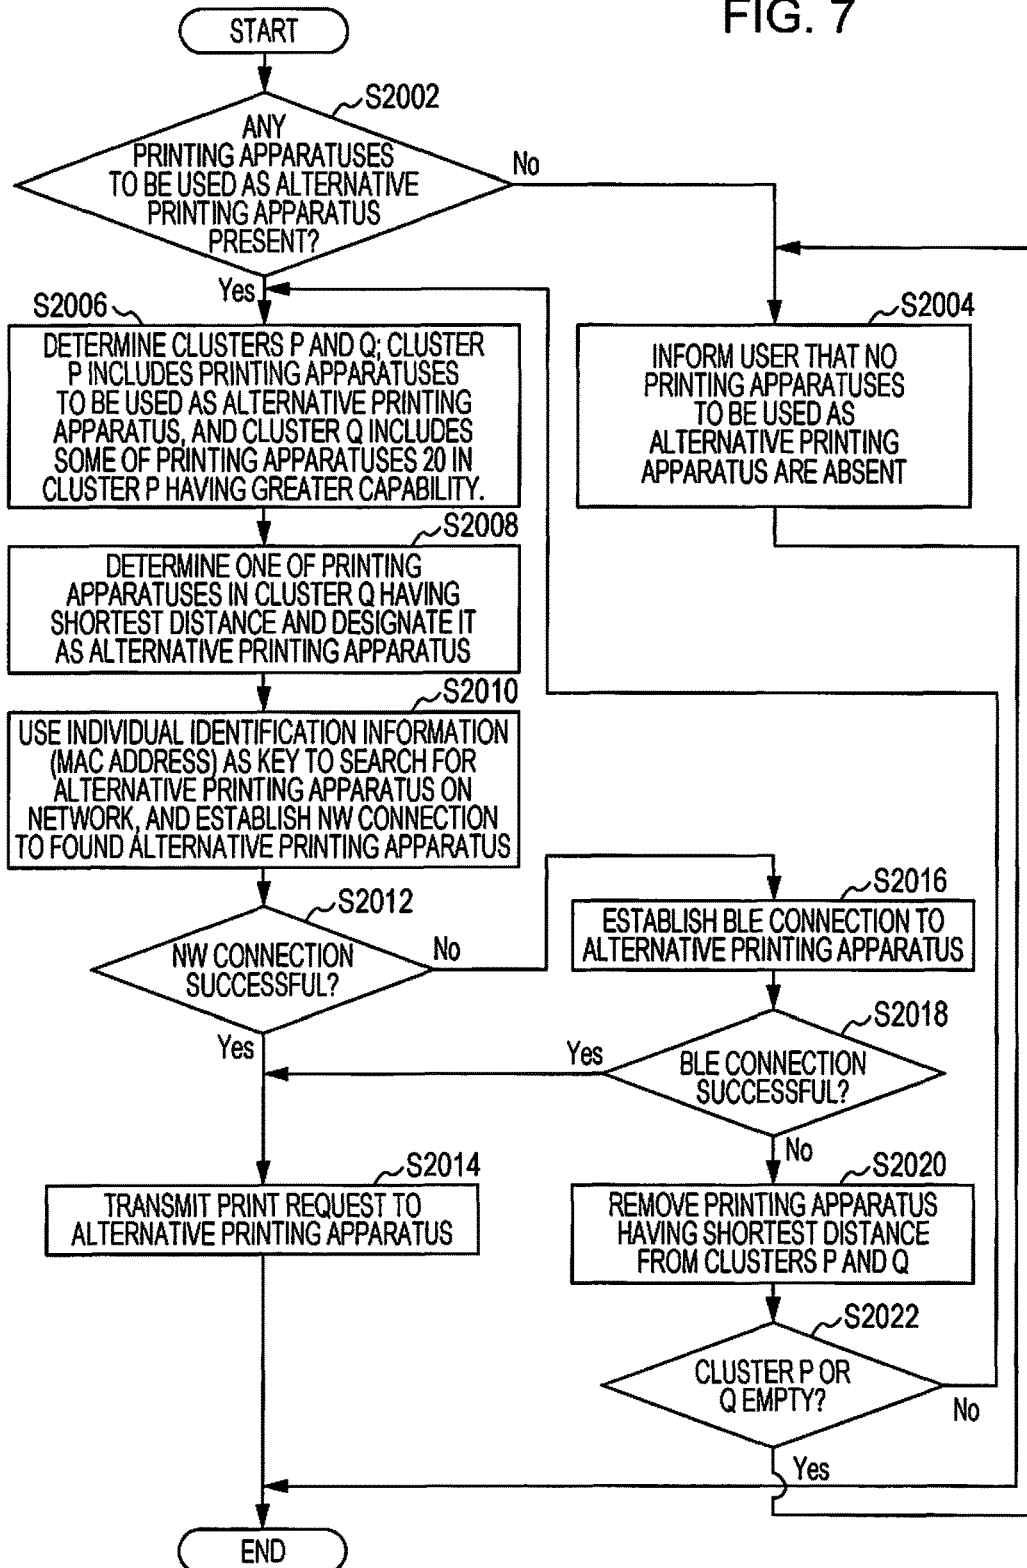 FIG. 7
START
S2002
ANY
PRINTING APPARATUSES
TO BE USED AS ALTERNATIVE
PRINTING APPARATUS
PRESENT?
No
Yes
S2006
DETERMINE CLUSTERS P AND Q; CLUSTER
P INCLUDES PRINTING APPARATUSES
TO BE USED AS ALTERNATIVE PRINTING
APPARATUS, AND CLUSTER Q INCLUDES
SOME OF PRINTING APPARATUSES 20 IN
CLUSTER P HAVING GREATER CAPABILITY.
S2004
INFORM USER THAT NO
PRINTING APPARATUSES
TO BE USED AS
ALTERNATIVE PRINTING
APPARATUS ARE ABSENT
S2008
DETERMINE ONE OF PRINTING
APPARATUSES IN CLUSTER Q HAVING
SHORTEST DISTANCE AND DESIGNATE IT
AS ALTERNATIVE PRINTING APPARATUS
S2010
USE INDIVIDUAL IDENTIFICATION INFORMATION
(MAC ADDRESS) AS KEY TO SEARCH FOR
ALTERNATIVE PRINTING APPARATUS ON
NETWORK, AND ESTABLISH NW CONNECTION
TO FOUND ALTERNATIVE PRINTING APPARATUS
S2012
NW CONNECTION
SUCCESSFUL?
No
Yes
S2016
ESTABLISH BLE CONNECTION TO
ALTERNATIVE PRINTING APPARATUS
S2018
BLE CONNECTION
SUCCESSFUL?
Yes
No
S2014
TRANSMIT PRINT REQUEST TO
ALTERNATIVE PRINTING APPARATUS
S2020
REMOVE PRINTING APPARATUS
HAVING SHORTEST DISTANCE
FROM CLUSTERS P AND Q
S2022
CLUSTER P OR
Q EMPTY?
No
Yes
END